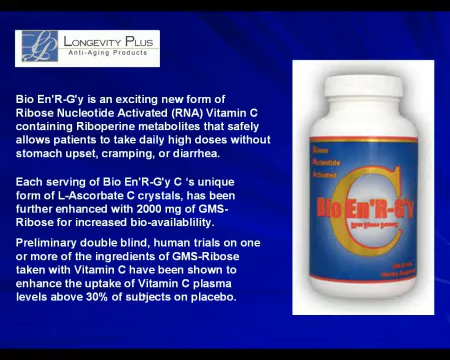 LONGEVITY PLUS
Anti-Aging Products
Bio En'R-G'y is an exciting new form of
Ribose Nucleotide Activated (RNA) Vitamin C
containing Riboperine metabolites that safely
allows patients to take daily high doses without
stomach upset, cramping, or diarrhea.
Each serving of Bio En'R-G'y C ‘s unique
form of L-Ascorbate C crystals, has been
further enhanced with 2000 mg of GMS-
Ribose for increased bio-availablility.
Preliminary double blind, human trials on one
or more of the ingredients of GMS-Ribose
taken with Vitamin C have been shown to
enhance the uptake of Vitamin C plasma
levels above 30% of subjects on placebo.
Ribose
Nucleotide
Activated
C
Bio En'R-G'y